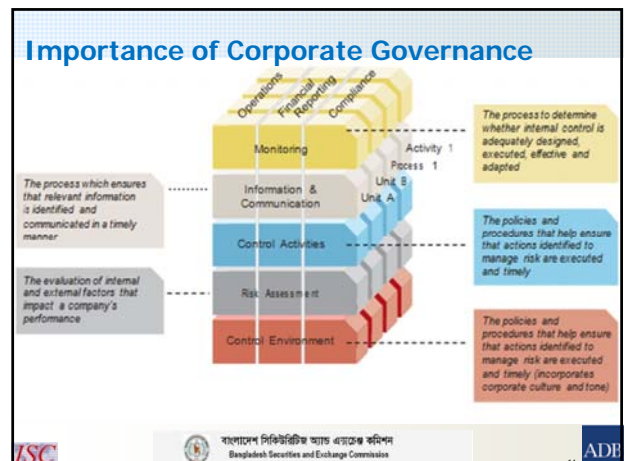 Importance of Corporate Governance
Operations
Financial
Reporting
Compliance
Monitoring
Information &
Communication
Control Activities
Risk Assessment
Control Environment
Activity 1
Pocess 1
Unit B
Unit A
The process which ensures
that relevant information
is identified and
communicated in a timely
manner
The evaluation of internal
and external factors that
impact a company's
performance
The process to determine
whether internal control is
adequately designed,
executed, effective and
adapted
The policies and
procedures that help ensure
that actions identified to
manage risk are executed
and timely
The policies and
procedures that help ensure
that actions identified to
manage risk are executed
and timely (incorporates
corporate culture and tone)
বাংলাদেশ সিকিউরিটিজ অ্যান্ড এক্সচেঞ্জ কমিশন
Bangladesh Securities and Exchange Commission
ISC
ADB